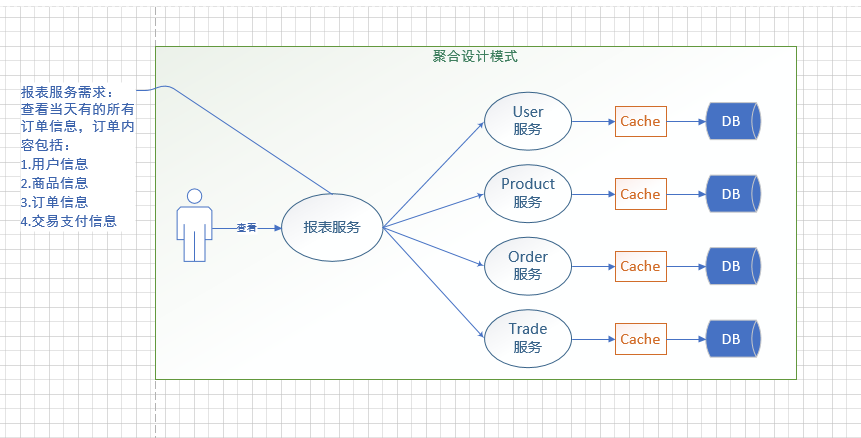 聚合设计模式
报表服务需求：
查看当天有的所有
订单信息，订单内
容包括：
1.用户信息
2.商品信息
3.订单信息
4.交易支付信息
查看
报表服务
User
服务
Cache
DB
Product
服务
Cache
DB
Order
服务
Cache
DB
Trade
服务
Cache
DB